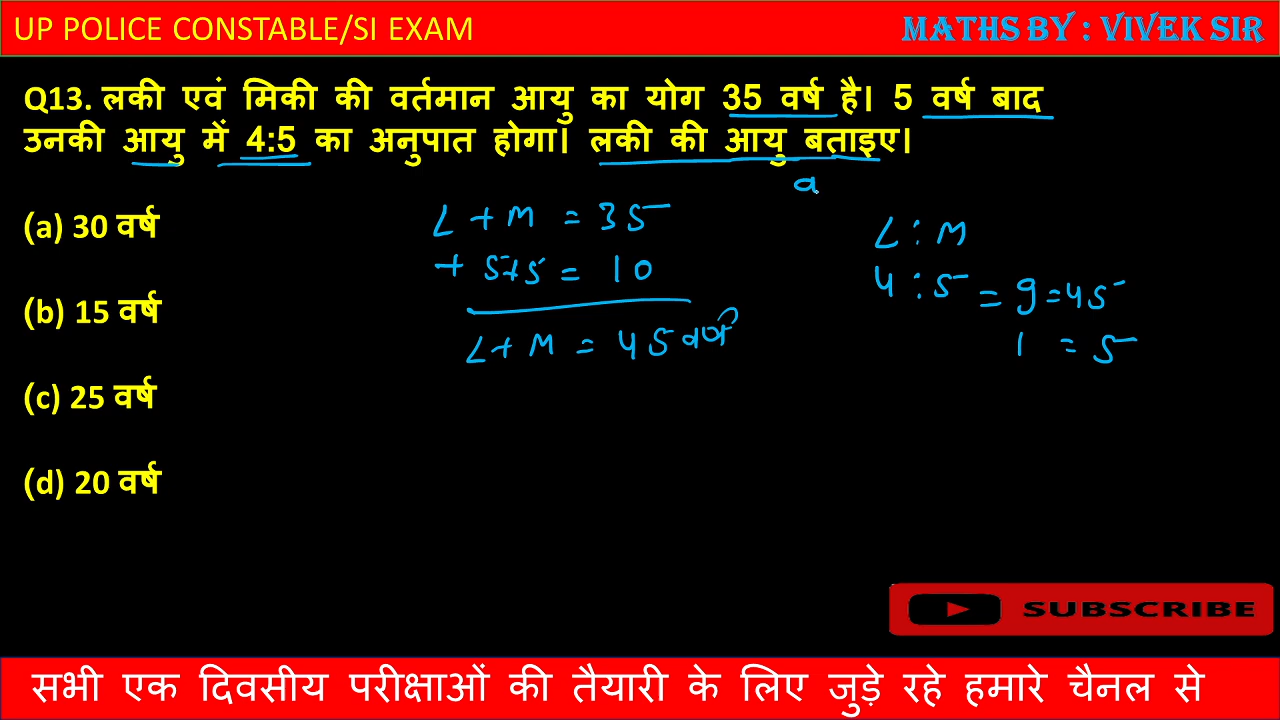 UP POLICE CONSTABLE/SI EXAM
MATHS BY : VIVEK SIR
Q13. लकी एवं मिकी की वर्तमान आयु का योग 35 वर्ष है। 5 वर्ष बाद
उनकी आयु में 4:5 का अनुपात होगा। लकी की आयु बताइए।
a
(a) 30 वर्ष
(b) 15 वर्ष
(c) 25 वर्ष
(d) 20 वर्ष
L + M = 35
+ 5+5 = 10
L + M = 45 वर्ष
L : M
4 : 5 = 9 = 45
1 = 5
SUBSCRIBE
सभी एक दिवसीय परीक्षाओं की तैयारी के लिए जुड़े रहे हमारे चैनल से